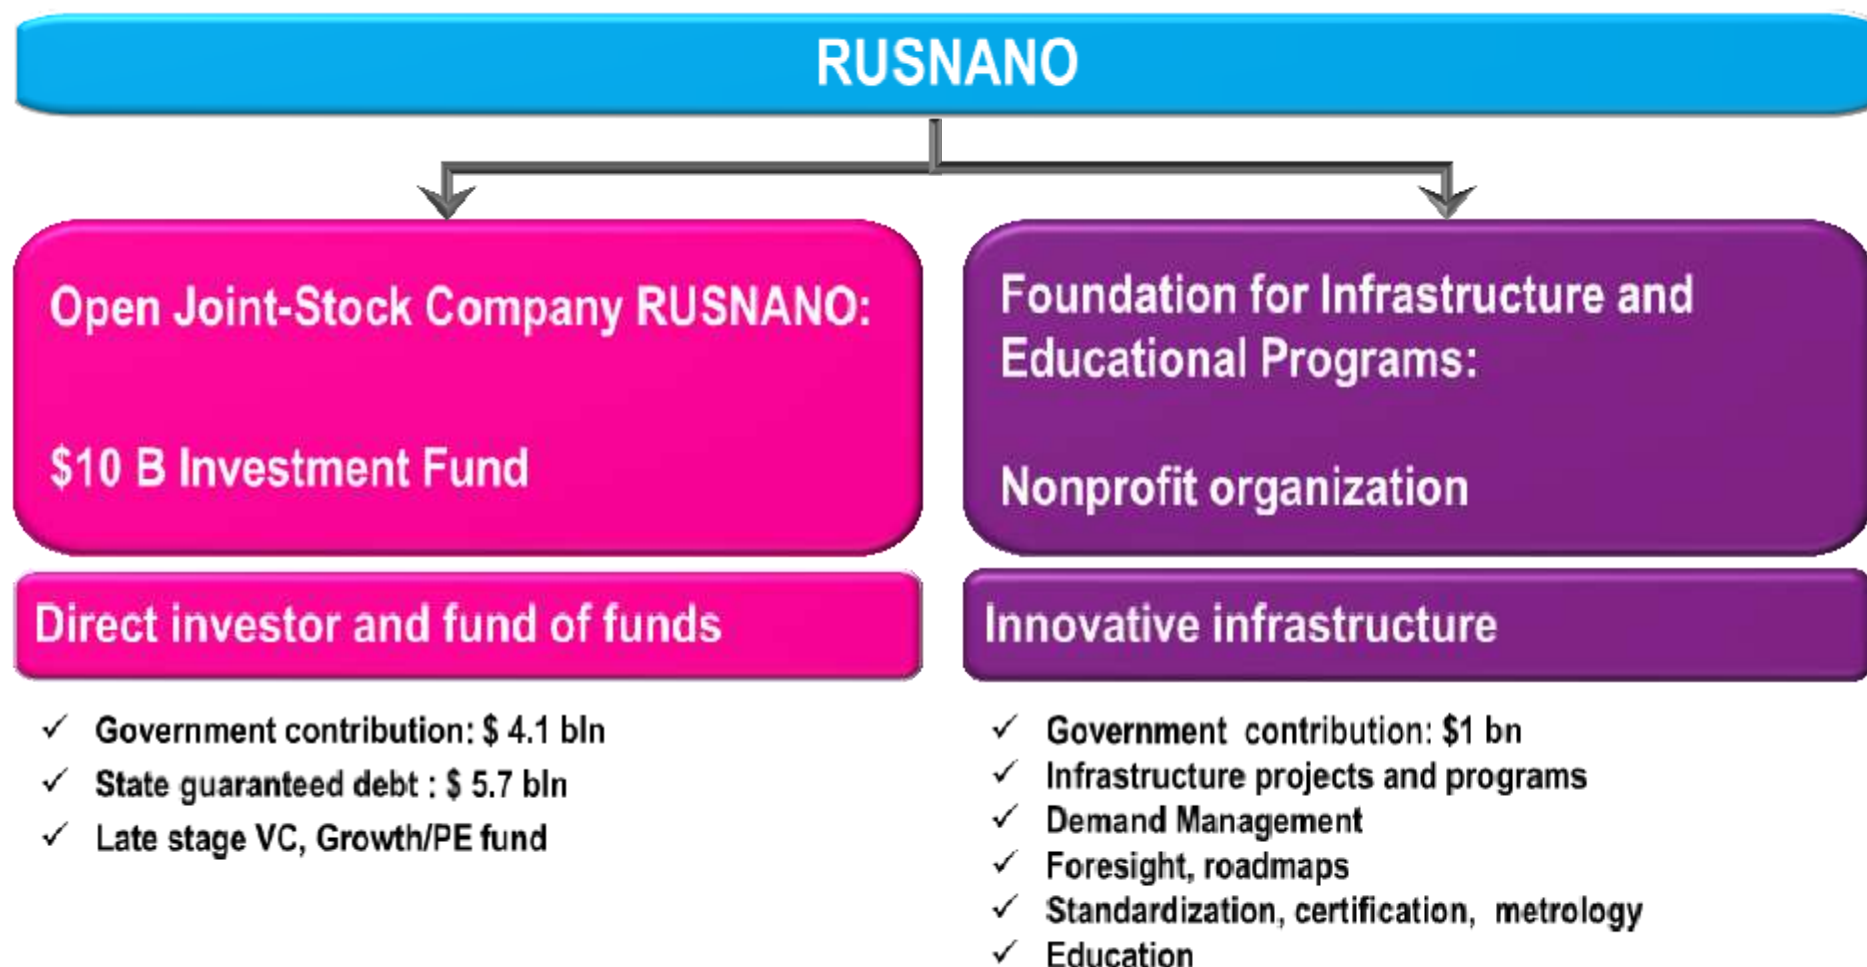 RUSNANO
Open Joint-Stock Company RUSNANO:
$10 B Investment Fund
Direct investor and fund of funds
✓ Government contribution: $ 4.1 bln
✓ State guaranteed debt : $ 5.7 bln
✓ Late stage VC, Growth/PE fund
Foundation for Infrastructure and
Educational Programs:
Nonprofit organization
Innovative infrastructure
✓ Government contribution: $1 bn
✓ Infrastructure projects and programs
✓ Demand Management
✓ Foresight, roadmaps
✓ Standardization, certification, metrology
✓ Education